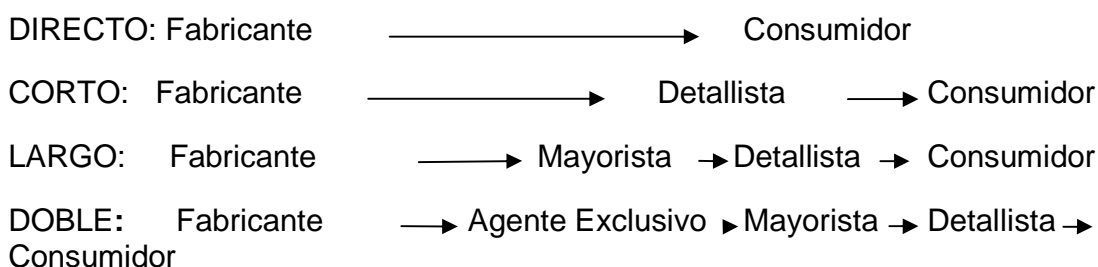 DIRECTO: Fabricante Consumidor
CORTO: Fabricante Detallista Consumidor
LARGO: Fabricante Mayorista Detallista Consumidor
DOBLE: Fabricante Agente Exclusivo Mayorista Detallista
Consumidor